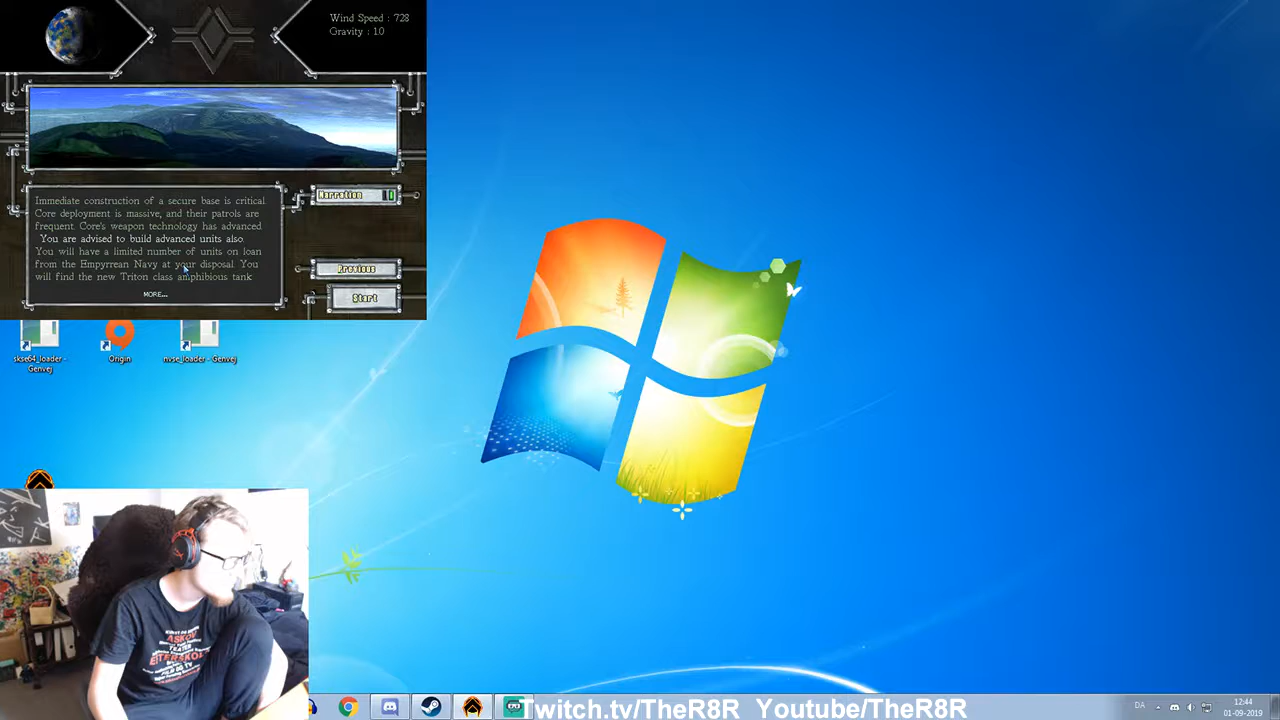 Wind Speed : 728
Gravity : 10
Immediate construction of a secure base is critical.
Core deployment is massive, and their patrols are
frequent. Core's weapon technology has advanced.
You are advised to build advanced units also.
You will have a limited number of units on loan
from the Empyrrean Navy at your disposal. You
will find the new Triton class amphibious tank
MORE...
Narration
Previous
Start
skse64_loader -
Genvej
Origin
nvse_loader -
Genvej
ASKOV
TEATER
EFTERSKOLE
Twitch.tv/TheR8R Youtube/TheR8R
DA
12:44
01-09-2019